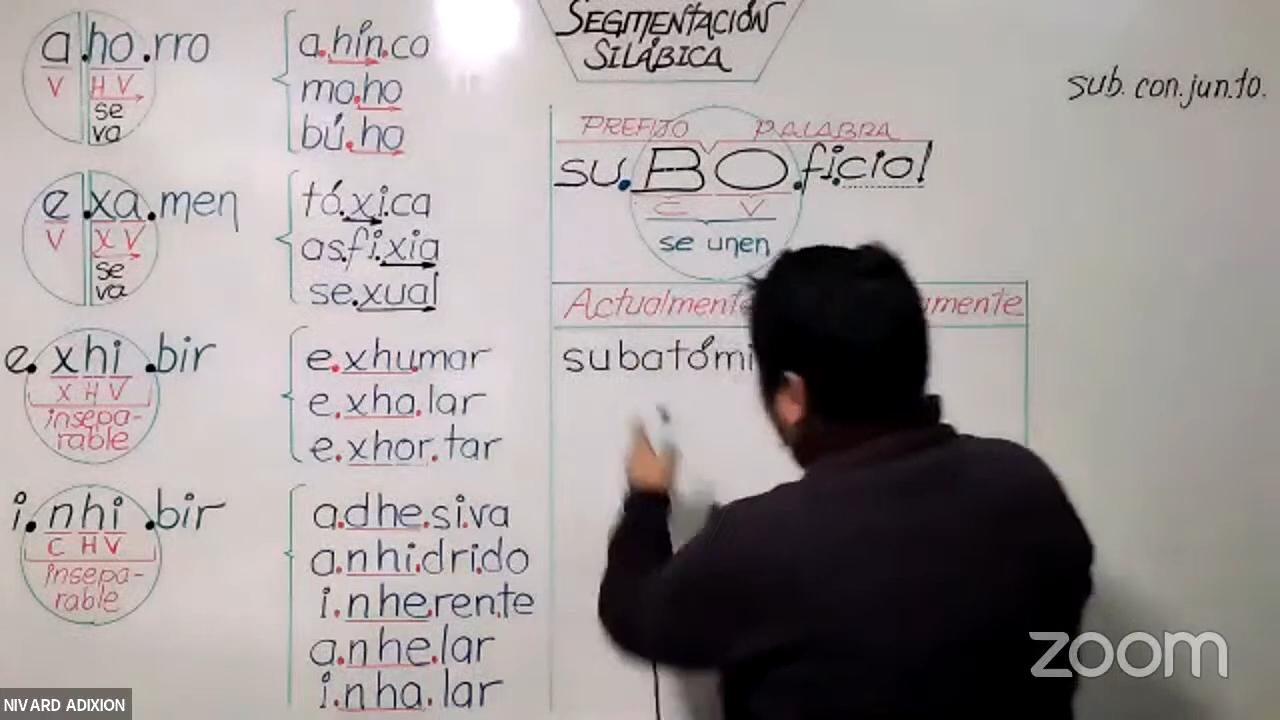 SEGMENTACIÓN
SILÁBICA
a.ho.rro
V H V
se
va
a.hín.co
mo.ho
bú.ho
e.xa.men
V X V
se
va
tó.xi.ca
as.fi.xia
se.xual
e.xhi.bir
X H V
insepa-
rable
e.xhumar
e.xha.lar
e.xhor.tar
i.nhi.bir
C H V
insepa-
rable
a.dhe.si.va
a.nhi.dri.do
i.nhe.ren.te
a.nhe.lar
i.nha.lar
PREFIJO PALABRA
su.BO.fi.cial
C V
se unen
Actualmente
subatómi
sub.con.jun.to.
NIVARD ADIXION
zoom